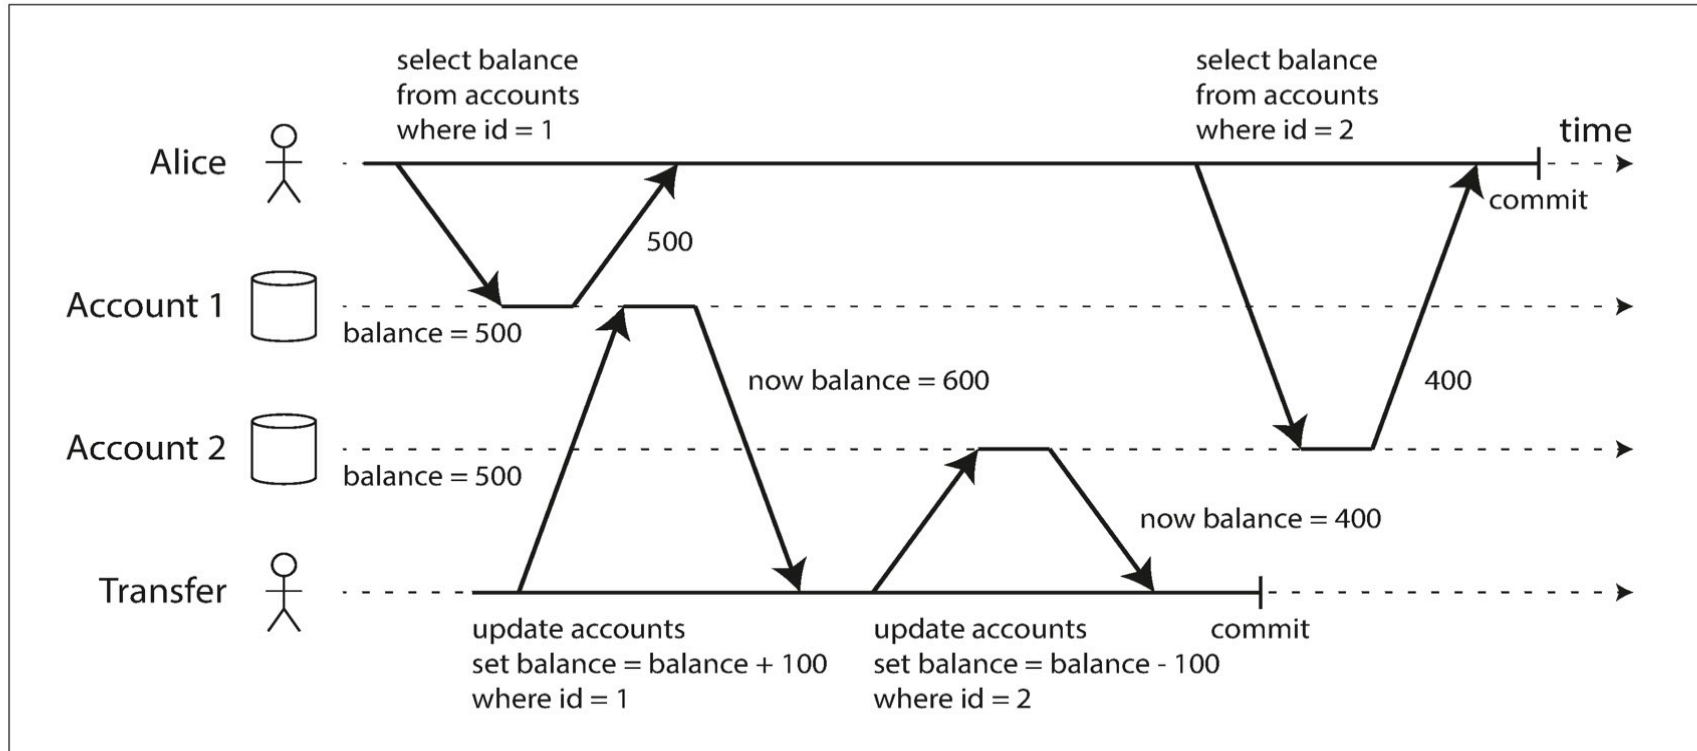 select balance
from accounts
where id = 1
select balance
from accounts
where id = 2
time
Alice
commit
500
Account 1
balance = 500
now balance = 600
400
Account 2
balance = 500
now balance = 400
Transfer
update accounts
set balance = balance + 100
where id = 1
update accounts
set balance = balance - 100
where id = 2
commit